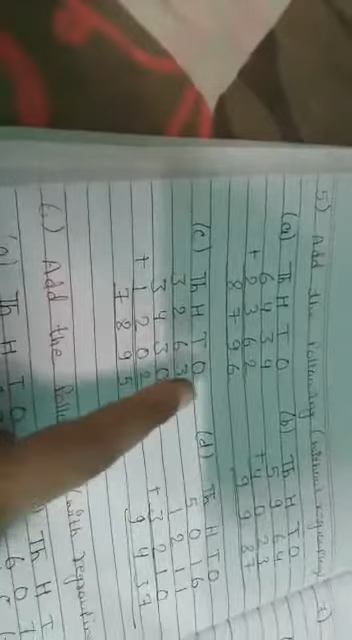 5) Add the following (without regrouping)
(a) Th H T O (b) Th H T O
6 4 3 4 5 9 6 4
+ 2 3 6 2 + 4 0 2 3
8 7 9 6 9 9 8 7
(c) Th H T O (d) Th H T O
3 2 6 3 5 0 1 6
3 4 3 0 1 2 1 1
+ 1 2 0 2 + 3 2 1 0
7 8 9 5 9 4 3 7
6) Add the (with regrouping
(a) Th H T O Th H T
6 0